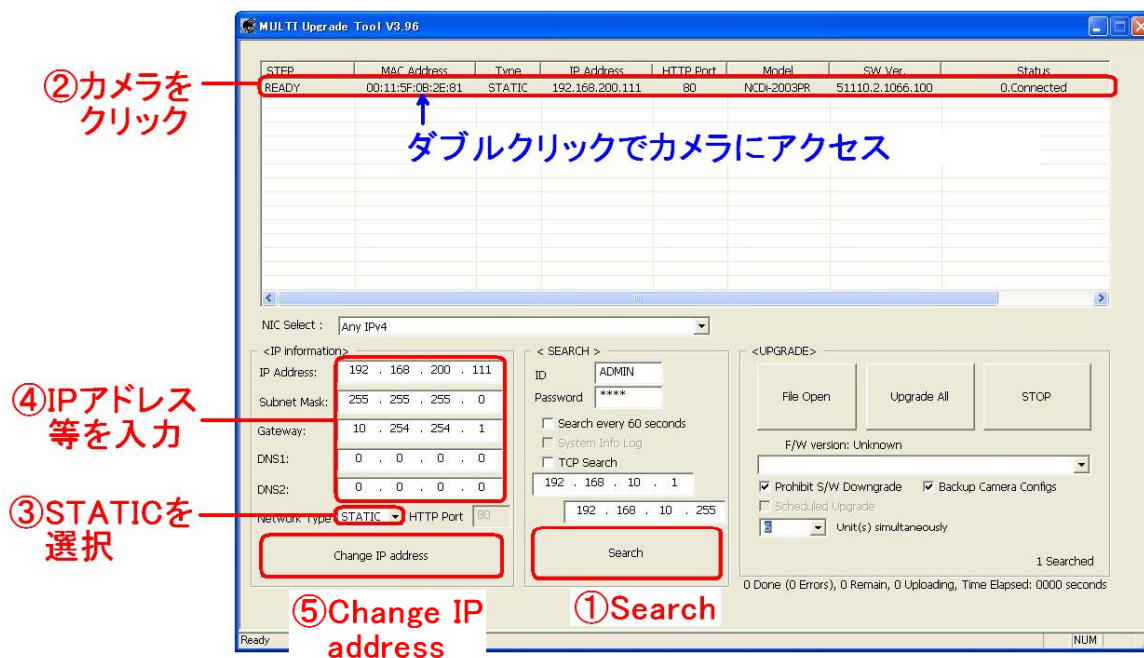 MULTI Upgrade Tool V3.96
STEP MAC Address Type IP Address HTTP Port Model SW Ver. Status
READY 00:11:5F:0B:2E:81 STATIC 192.168.200.111 80 NCDI-2003PR 51110.2.1066.100 0.Connected
②カメラを
クリック
ダブルクリックでカメラにアクセス
NIC Select : Any IPv4
<IP information>
IP Address: 192 . 168 . 200 . 111
Subnet Mask: 255 . 255 . 255 . 0
Gateway: 10 . 254 . 254 . 1
DNS1: 0 . 0 . 0 . 0
DNS2: 0 . 0 . 0 . 0
Network Type STATIC HTTP Port 80
Change IP address
④IPアドレス
等を入力
③STATICを
選択
⑤Change IP
address
< SEARCH >
ID ADMIN
Password ****
Search every 60 seconds
System Info Log
TCP Search
192 . 168 . 10 . 1
192 . 168 . 10 . 255
Search
①Search
<UPGRADE>
File Open Upgrade All STOP
F/W version: Unknown
Prohibit S/W Downgrade Backup Camera Configs
Scheduled Upgrade
Unit(s) simultaneously
1 Searched
0 Done (0 Errors), 0 Remain, 0 Uploading, Time Elapsed: 0000 seconds
Ready NUM